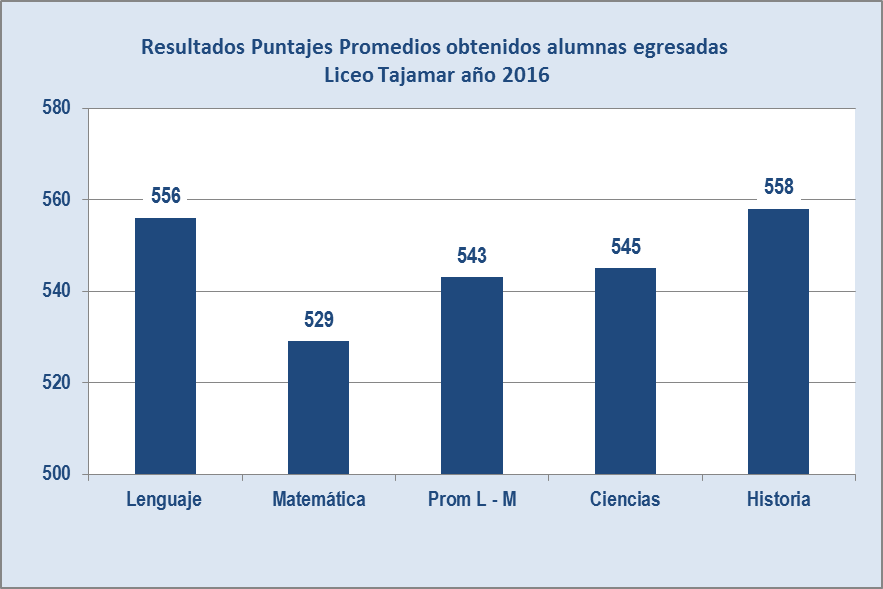 Resultados Puntajes Promedios obtenidos alumnas egresadas
Liceo Tajamar año 2016
580
560
540
520
500
556
529
543
545
558
Lenguaje
Matemática
Prom L - M
Ciencias
Historia